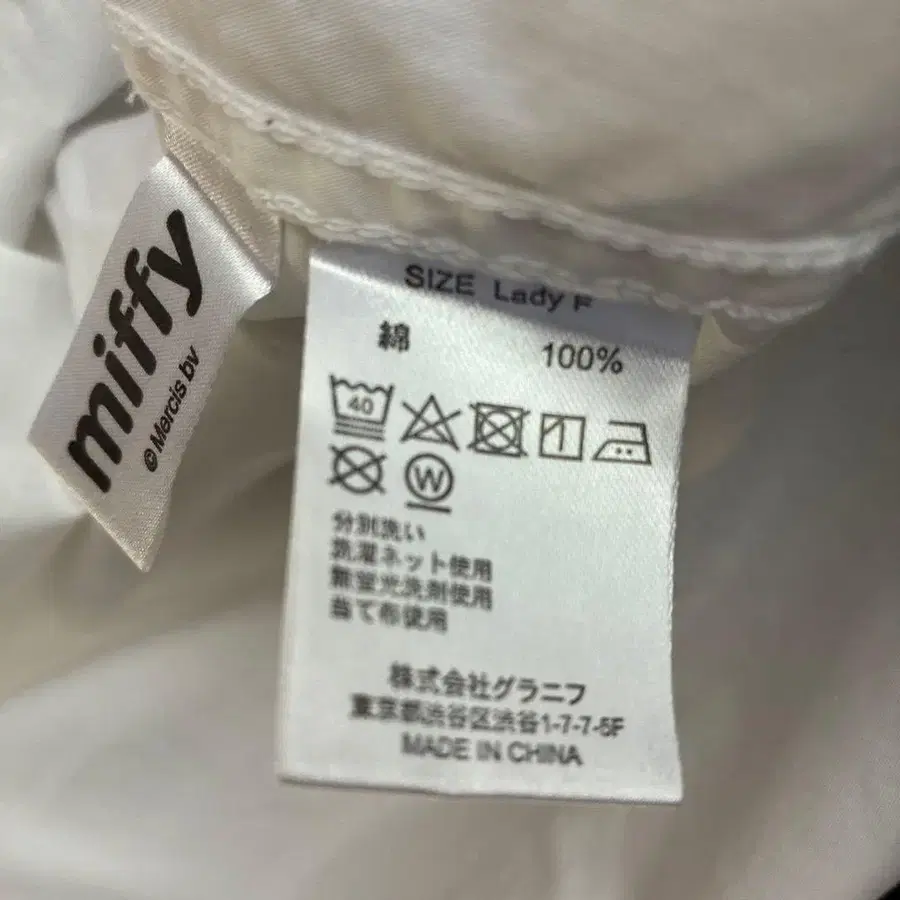 miffy
© Mercis bv
SIZE Lady F
綿 100%
40
W
分別洗い
洗濯ネット使用
無蛍光洗剤使用
当て布使用
株式会社グラニフ
東京都渋谷区渋谷1-7-7-5F
MADE IN CHINA